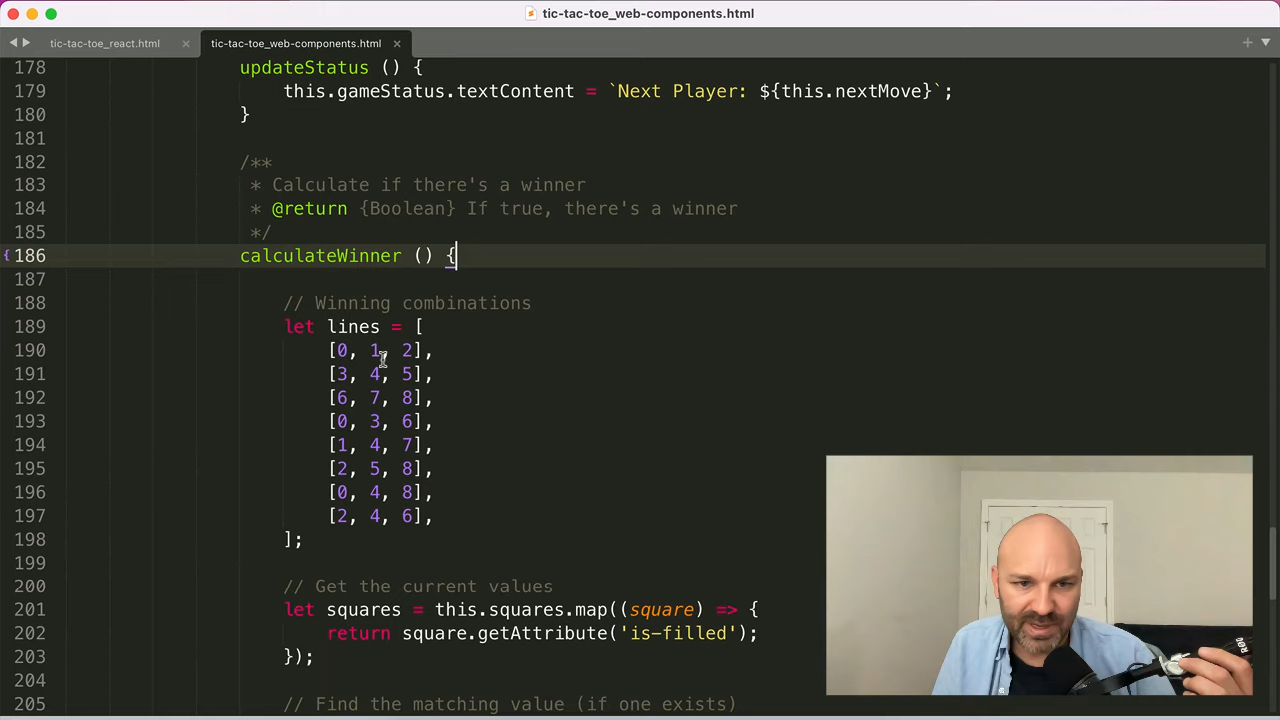 tic-tac-toe_web-components.html
tic-tac-toe_react.html × tic-tac-toe_web-components.html ×
178 updateStatus () {
179 this.gameStatus.textContent = `Next Player: ${this.nextMove}`;
180 }
181
182 /**
183 * Calculate if there's a winner
184 * @return {Boolean} If true, there's a winner
185 */
186 calculateWinner () {
187
188 // Winning combinations
189 let lines = [
190 [0, 1, 2],
191 [3, 4, 5],
192 [6, 7, 8],
193 [0, 3, 6],
194 [1, 4, 7],
195 [2, 5, 8],
196 [0, 4, 8],
197 [2, 4, 6],
198 ];
199
200 // Get the current values
201 let squares = this.squares.map((square) => {
202 return square.getAttribute('is-filled');
203 });
204
205 // Find the matching value (if one exists)